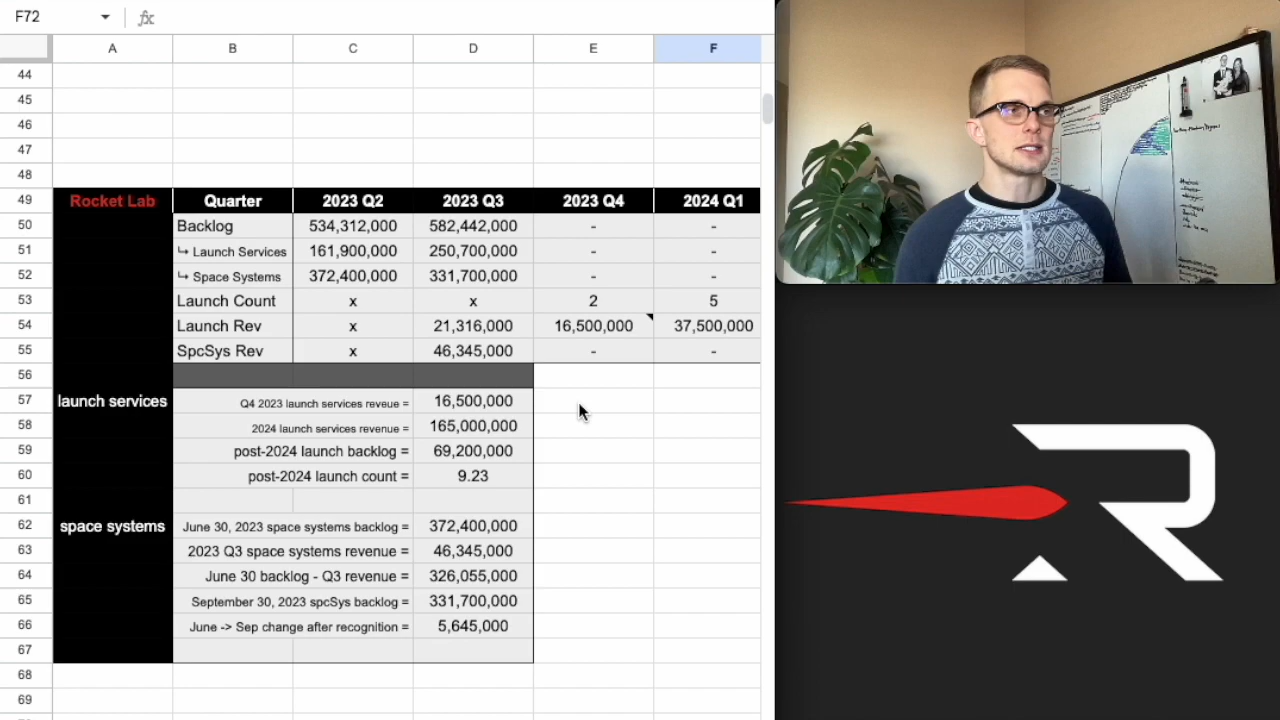 F72 fx
A B C D E F
44
45
46
47
48
49 Rocket Lab Quarter 2023 Q2 2023 Q3 2023 Q4 2024 Q1
50 Backlog 534,312,000 582,442,000 - -
51 ↳ Launch Services 161,900,000 250,700,000 - -
52 ↳ Space Systems 372,400,000 331,700,000 - -
53 Launch Count x x 2 5
54 Launch Rev x 21,316,000 16,500,000 37,500,000
55 SpcSys Rev x 46,345,000 - -
56
57 launch services Q4 2023 launch services reveue = 16,500,000
58 2024 launch services revenue = 165,000,000
59 post-2024 launch backlog = 69,200,000
60 post-2024 launch count = 9.23
61
62 space systems June 30, 2023 space systems backlog = 372,400,000
63 2023 Q3 space systems revenue = 46,345,000
64 June 30 backlog - Q3 revenue = 326,055,000
65 September 30, 2023 spcSys backlog = 331,700,000
66 June -> Sep change after recognition = 5,645,000
67
68
69